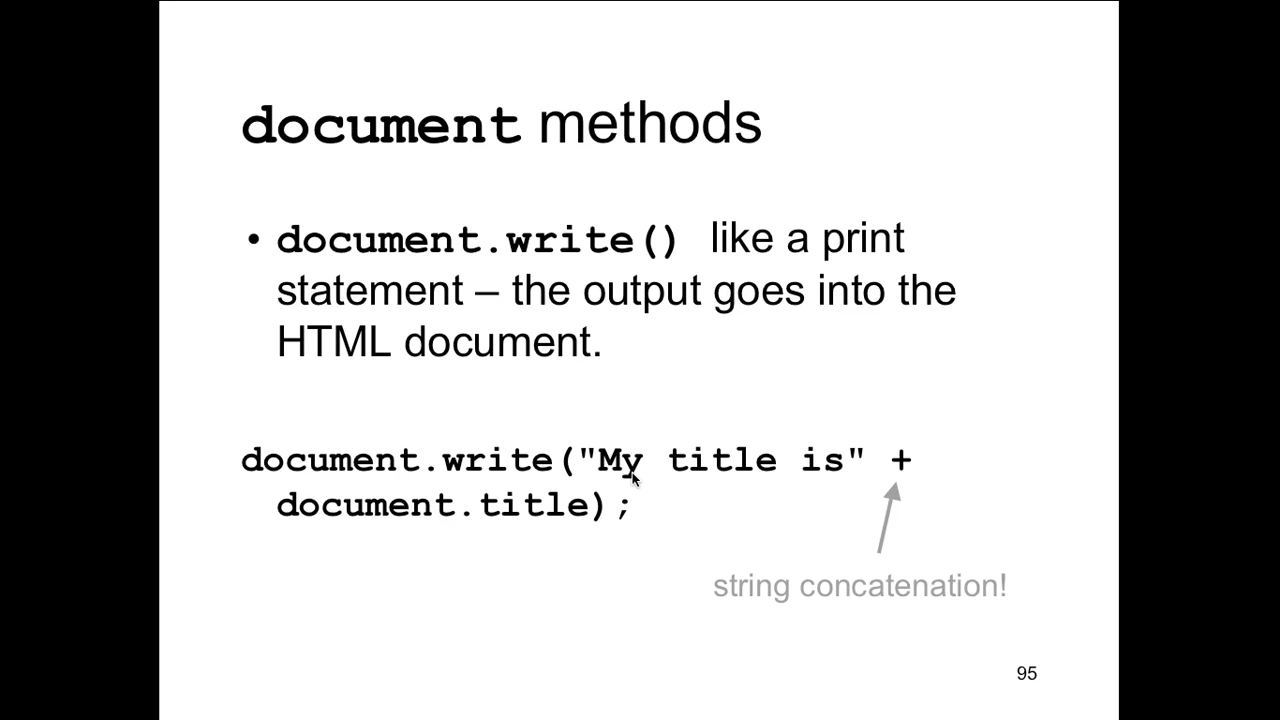 document methods
• document.write() like a print
statement – the output goes into the
HTML document.
document.write("My title is" +
document.title);
string concatenation!
95